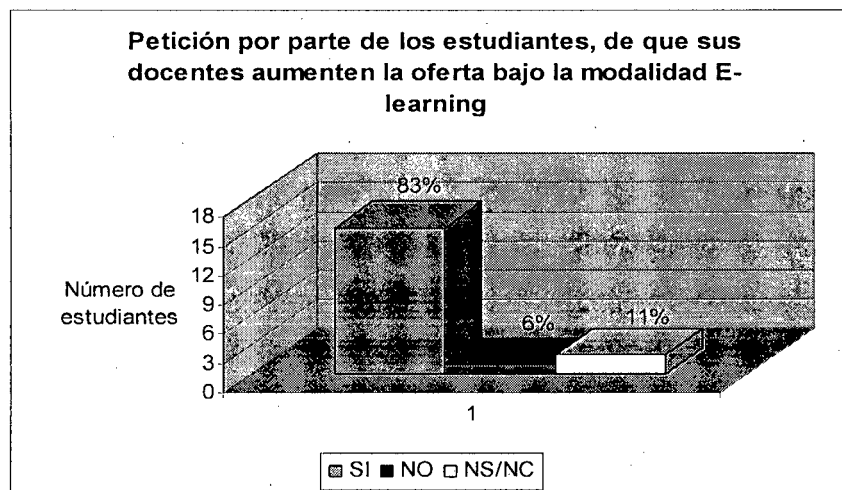 Petición por parte de los estudiantes, de que sus
docentes aumenten la oferta bajo la modalidad E-
learning
83%
18
15
12
9
6
3
0
Número de
estudiantes
6%
11%
1
SI NO NS/NC